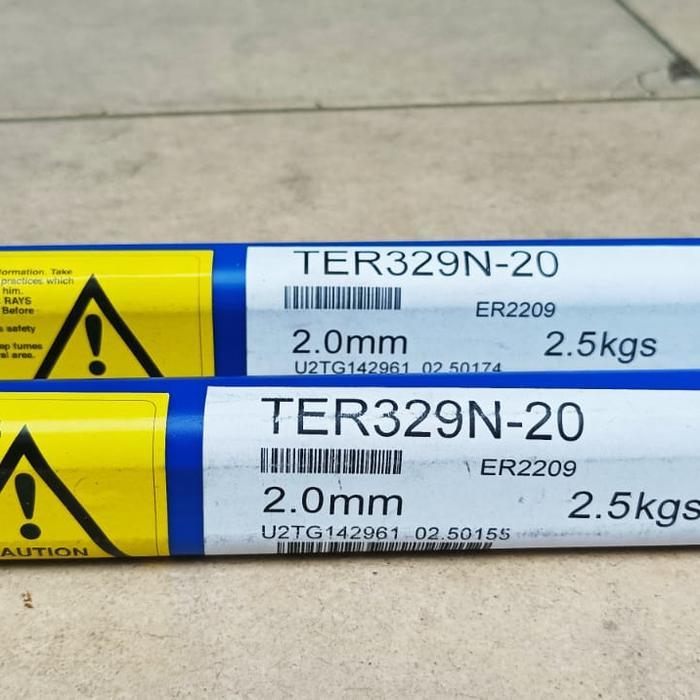 formation. Take
practices which
him.
RAYS
Before
s safety
ep fumes
ral area.
TER329N-20
ER2209
2.0mm
2.5kgs
U2TG142961 02.50174
AUTION
TER329N-20
ER2209
2.0mm
2.5kgs
U2TG142961 02.50155